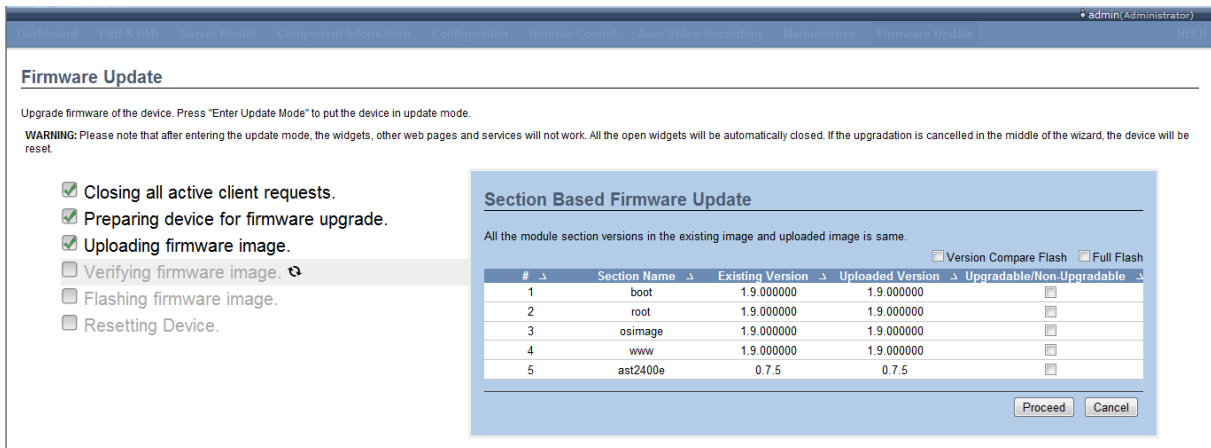 admin(Administrator)
Dashboard FRU & DMI Server Health Component Information Configuration Remote Control Auto Video Recording Maintenance Firmware Update HELP
Firmware Update
Upgrade firmware of the device. Press "Enter Update Mode" to put the device in update mode.
WARNING: Please note that after entering the update mode, the widgets, other web pages and services will not work. All the open widgets will be automatically closed. If the upgradation is cancelled in the middle of the wizard, the device will be
reset.
Closing all active client requests.
Preparing device for firmware upgrade.
Uploading firmware image.
Verifying firmware image.
Flashing firmware image.
Resetting Device.
Section Based Firmware Update
All the module section versions in the existing image and uploaded image is same.
Version Compare Flash Full Flash
# Section Name Existing Version Uploaded Version Upgradable/Non-Upgradable
1 boot 1.9.000000 1.9.000000
2 root 1.9.000000 1.9.000000
3 osimage 1.9.000000 1.9.000000
4 www 1.9.000000 1.9.000000
5 ast2400e 0.7.5 0.7.5
Proceed Cancel